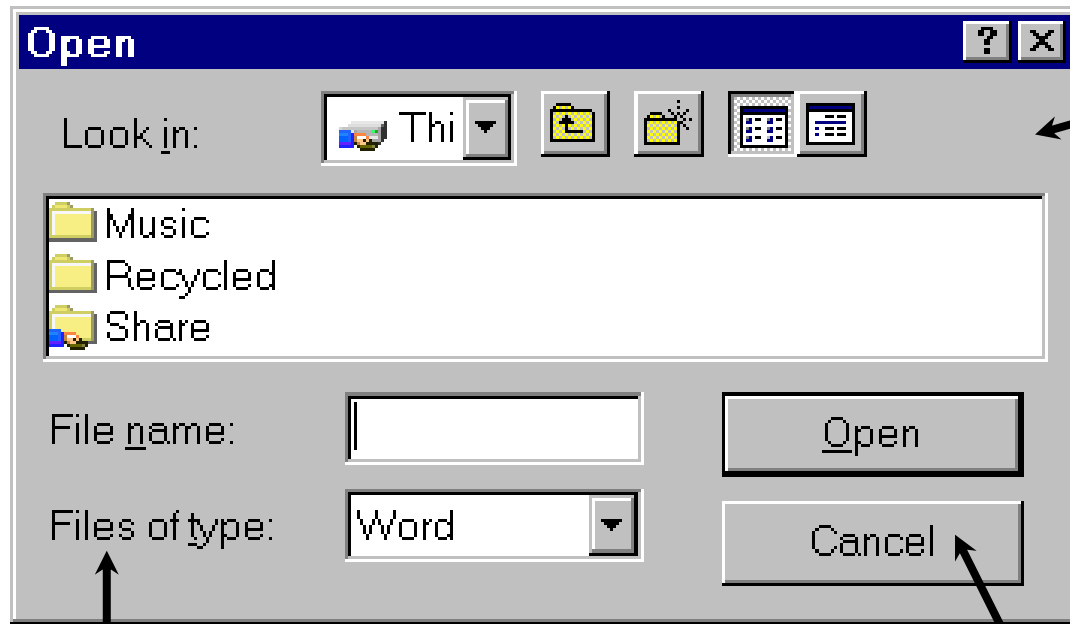 Open
Look in:
Thi
Music
Recycled
Share
File name:
Open
Files of type:
Word
Cancel